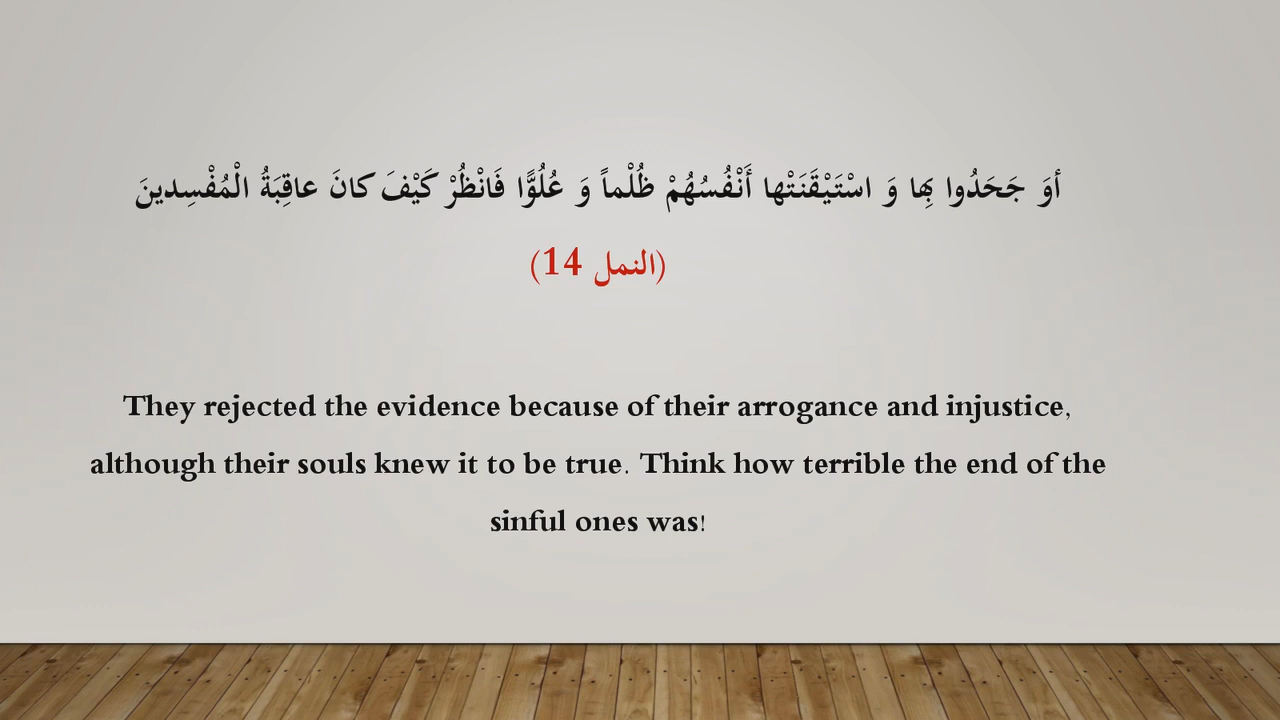 أوَ جَحَدُوا بِها وَ اسْتَيْقَنَتْها أَنْفُسُهُمْ ظُلْماً وَ عُلُوًّا فَانْظُرْ كَيْفَ كانَ عاقِبَةُ الْمُفْسِدينَ
(النمل 14)
They rejected the evidence because of their arrogance and injustice,
although their souls knew it to be true. Think how terrible the end of the
sinful ones was!